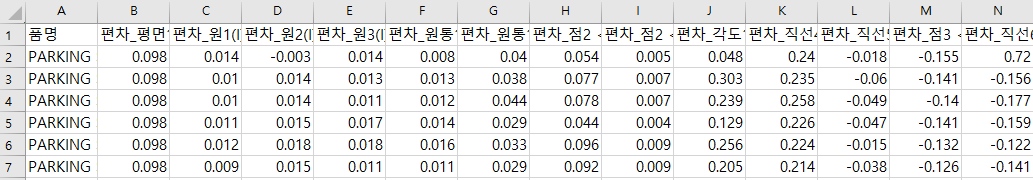 A B C D E F G H I J K L M N
1 품명 편차_평면 편차_원1( 편차_원2( 편차_원3( 편차_원통 편차_원통 편차_점2 편차_점2 편차_각도 편차_직선 편차_직선 편차_점3 편차_직선
2 PARKING 0.098 0.014 -0.003 0.014 0.008 0.04 0.054 0.005 0.048 0.24 -0.018 -0.155 0.72
3 PARKING 0.098 0.01 0.014 0.013 0.013 0.038 0.077 0.007 0.303 0.235 -0.06 -0.141 -0.156
4 PARKING 0.098 0.01 0.014 0.011 0.012 0.044 0.078 0.007 0.239 0.258 -0.049 -0.14 -0.177
5 PARKING 0.098 0.011 0.015 0.017 0.014 0.029 0.044 0.004 0.129 0.226 -0.047 -0.141 -0.159
6 PARKING 0.098 0.012 0.018 0.018 0.016 0.033 0.096 0.009 0.256 0.224 -0.015 -0.132 -0.122
7 PARKING 0.098 0.009 0.015 0.011 0.011 0.029 0.092 0.009 0.205 0.214 -0.038 -0.126 -0.141